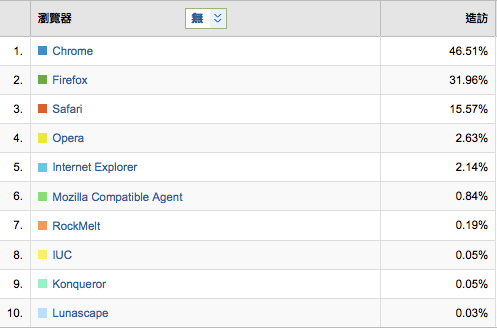 瀏覽器 無 造訪%
1. Chrome 46.51%
2. Firefox 31.96%
3. Safari 15.57%
4. Opera 2.63%
5. Internet Explorer 2.14%
6. Mozilla Compatible Agent 0.84%
7. RockMelt 0.19%
8. IUC 0.05%
9. Konqueror 0.05%
10. Lunascape 0.03%